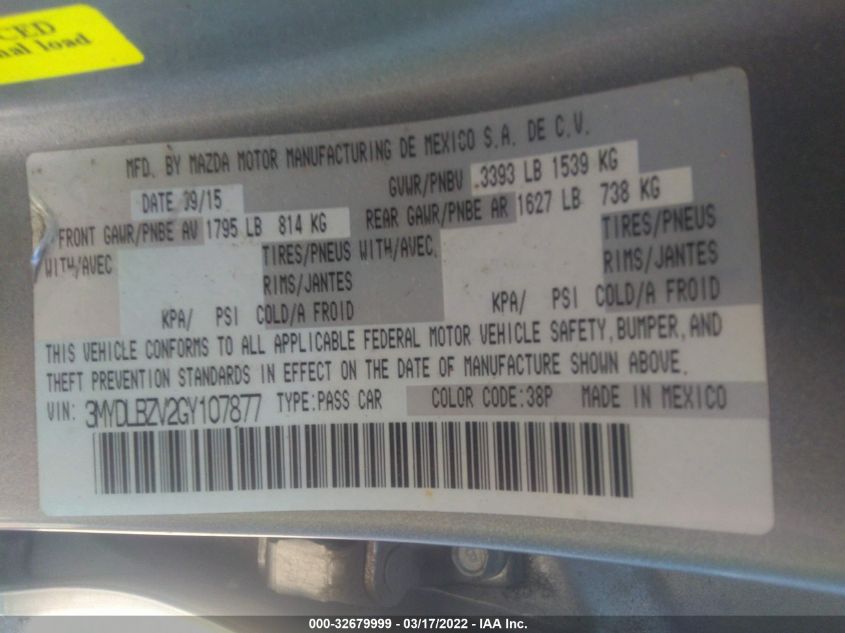 CED
nal load
MFD. BY MAZDA MOTOR MANUFACTURING DE MEXICO S.A. DE C.V.
DATE 09/15 GVWR/PNBV 3393 LB 1539 KG
FRONT GAWR/PNBE AV 1795 LB 814 KG REAR GAWR/PNBE AR 1627 LB 738 KG
WITH/AVEC TIRES/PNEUS WITH/AVEC. TIRES/PNEUS
RIMS/JANTES RIMS/JANTES
KPA/ PSI COLD/A FROID KPA/ PSI COLD/A FROID
THIS VEHICLE CONFORMS TO ALL APPLICABLE FEDERAL MOTOR VEHICLE SAFETY, BUMPER, AND
THEFT PREVENTION STANDARDS IN EFFECT ON THE DATE OF MANUFACTURE SHOWN ABOVE.
VIN: 3MYDLBZV2GY107877 TYPE:PASS CAR COLOR CODE:38P MADE IN MEXICO
000-32679999 - 03/17/2022 - IAA Inc.